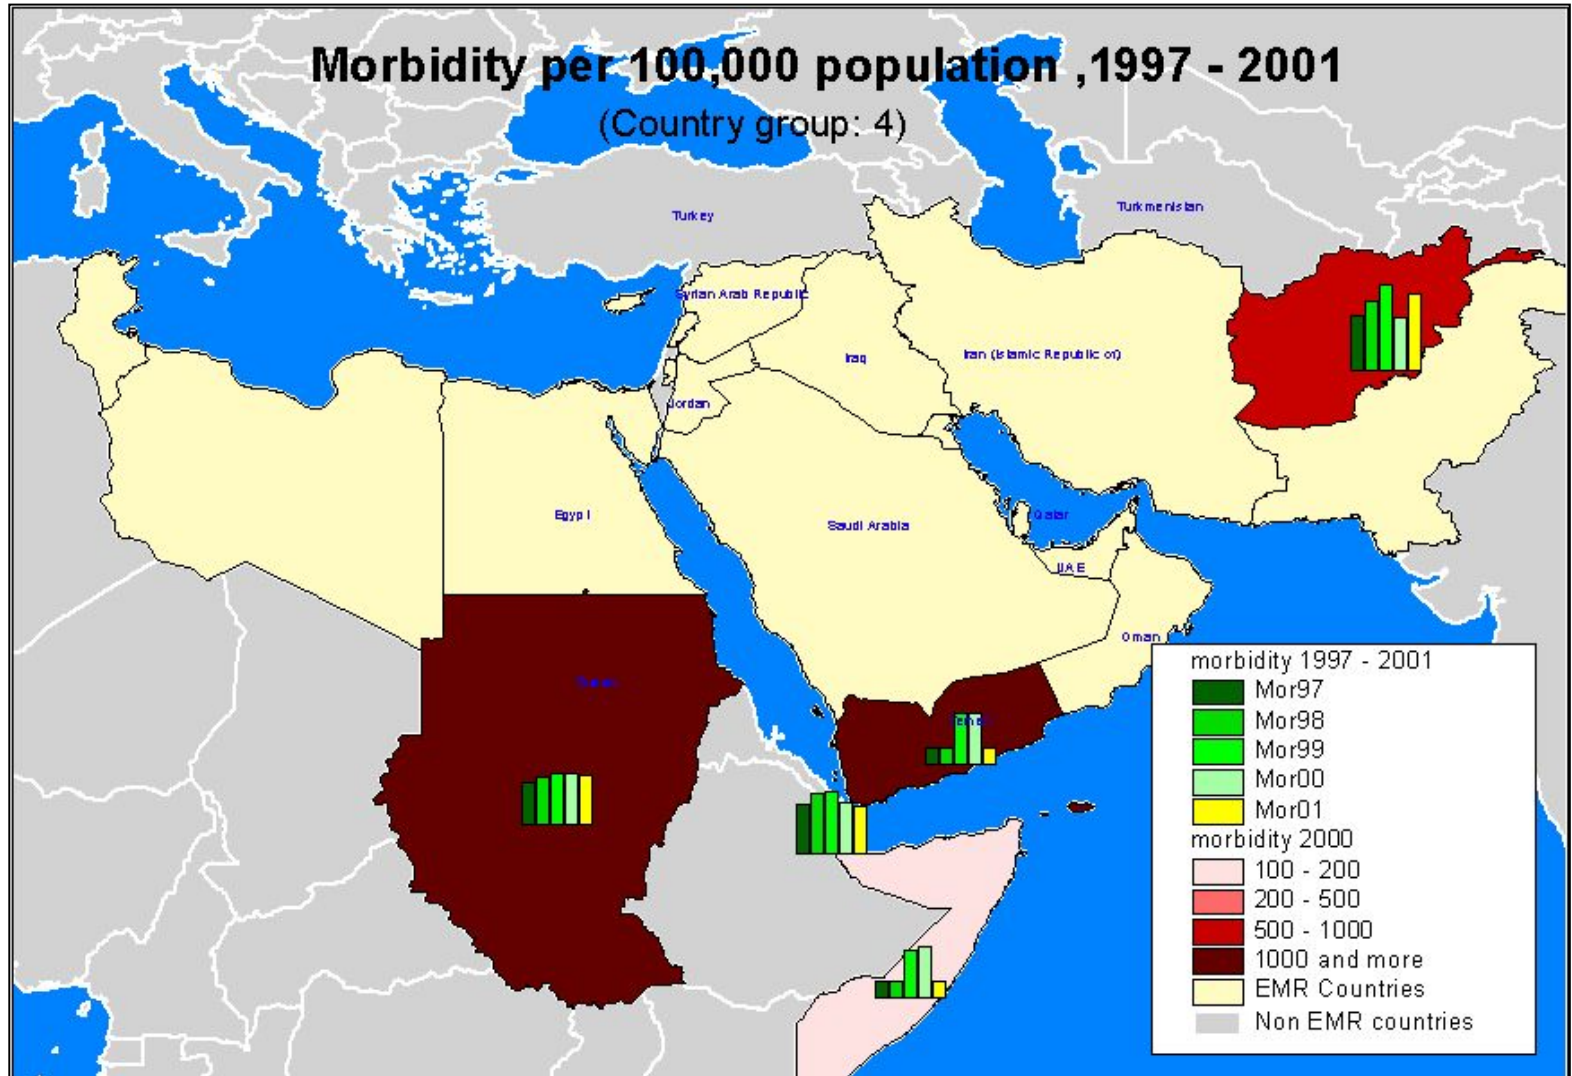 Morbidity per 100,000 population ,1997 - 2001
(Country group: 4)
Turkmenistan
Turkey
Syrian Arab Republic
Iraq
Iran (Islamic Republic of)
Jordan
Egypt
Saudi Arabia
Qatar
UAE
Oman
Sudan
Yemen
morbidity 1997 - 2001
Mor97
Mor98
Mor99
Mor00
Mor01
morbidity 2000
100 - 200
200 - 500
500 - 1000
1000 and more
EMR Countries
Non EMR countries